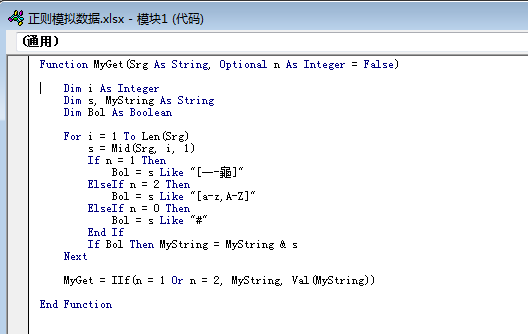 正则模拟数据.xlsx - 模块1 (代码)
(通用)
Function MyGet(Srg As String, Optional n As Integer = False)
Dim i As Integer
Dim s, MyString As String
Dim Bol As Boolean
For i = 1 To Len(Srg)
s = Mid(Srg, i, 1)
If n = 1 Then
Bol = s Like "[一-龜]"
ElseIf n = 2 Then
Bol = s Like "[a-z,A-Z]"
ElseIf n = 0 Then
Bol = s Like "#"
End If
If Bol Then MyString = MyString & s
Next
MyGet = IIf(n = 1 Or n = 2, MyString, Val(MyString))
End Function